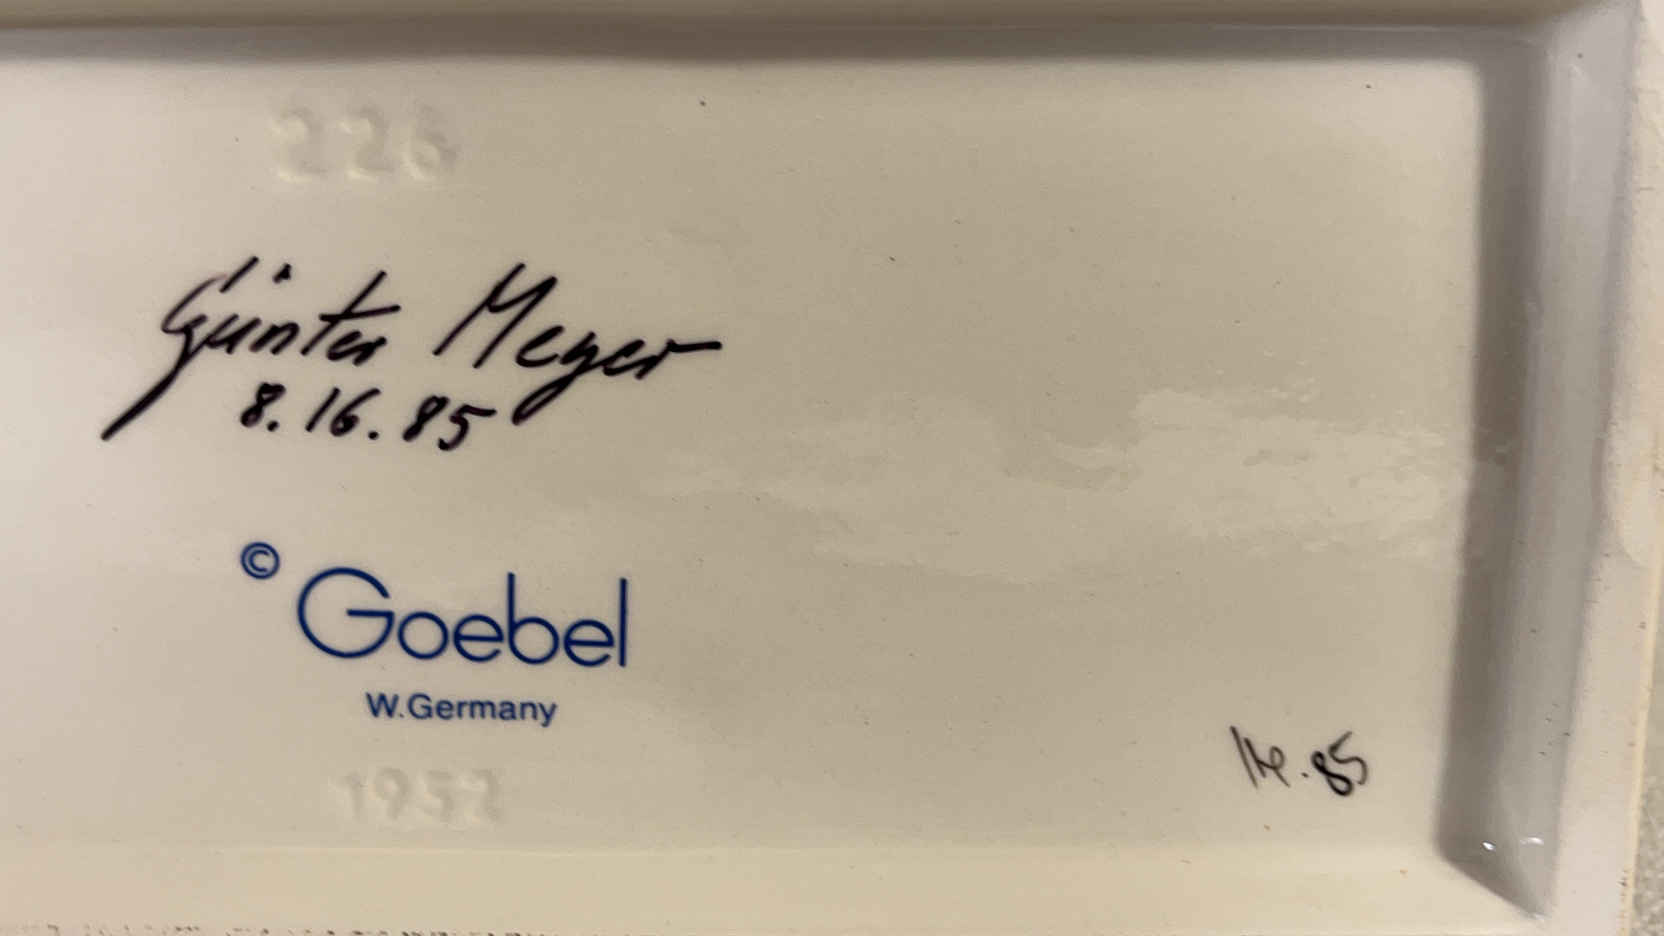 226
Günter Meyer
8.16.85
© Goebel
W.Germany
1957